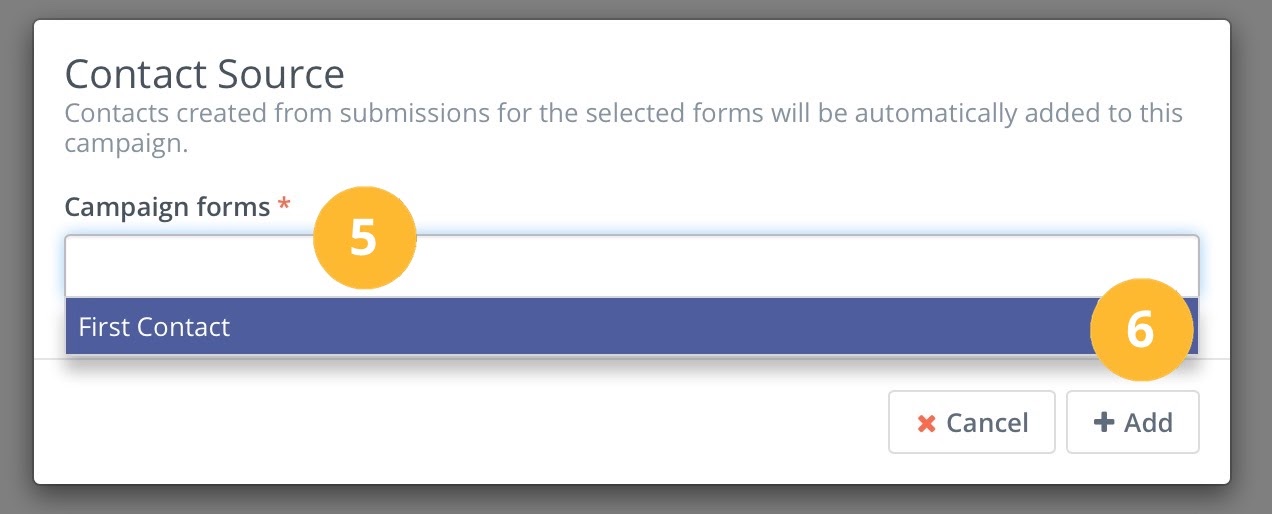 Contact Source
Contacts created from submissions for the selected forms will be automatically added to this
campaign.
Campaign forms *
5
First Contact
6
Cancel
Add